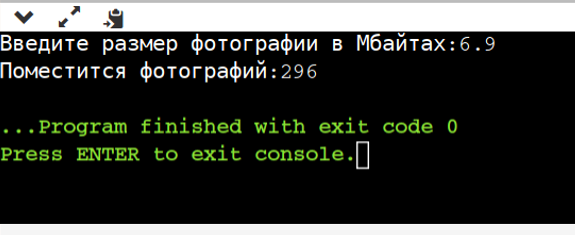 Введите размер фотографии в Мбайтах:6.9
Поместится фотографий:296
...Program finished with exit code 0
Press ENTER to exit console.